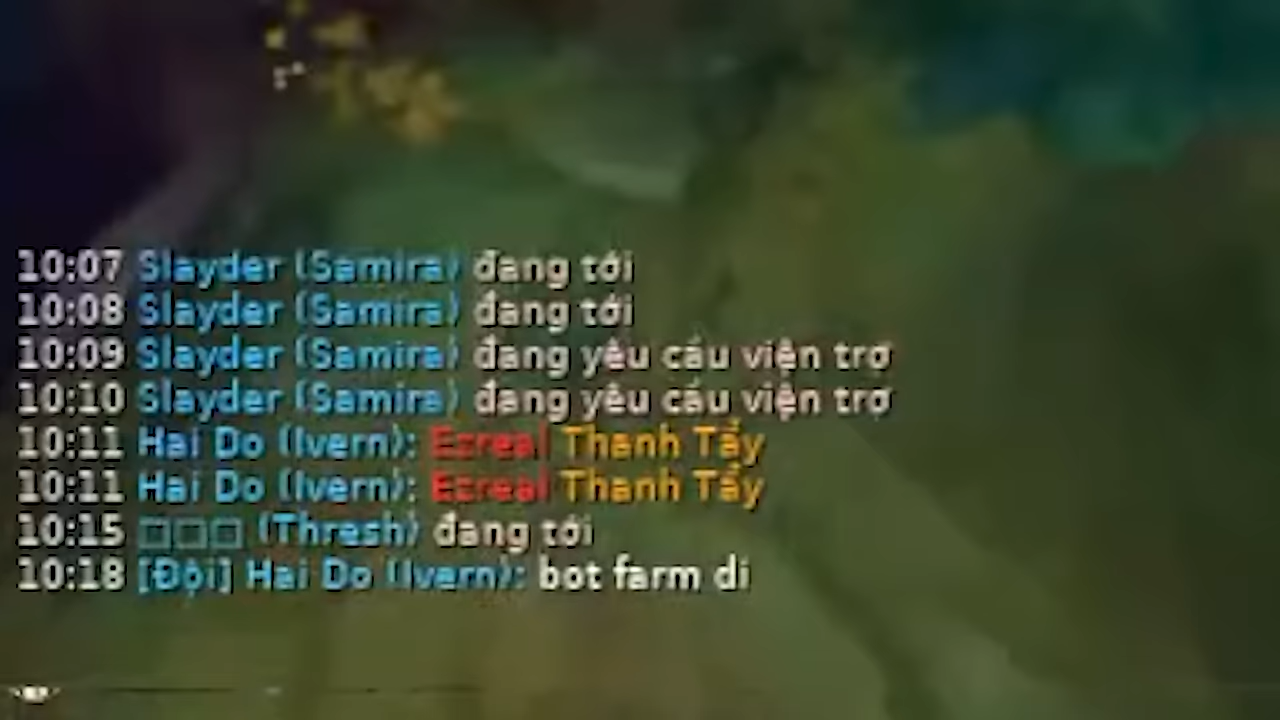 10:07 Slayder (Samira) đang tới
10:08 Slayder (Samira) đang tới
10:09 Slayder (Samira) đang yêu cầu viện trợ
10:10 Slayder (Samira) đang yêu cầu viện trợ
10:11 Hai Do (Ivern): Ezreal Thanh Tẩy
10:11 Hai Do (Ivern): Ezreal Thanh Tẩy
10:15 □□□ (Thresh) đang tới
10:18 [Đội] Hai Do (Ivern): bot farm di